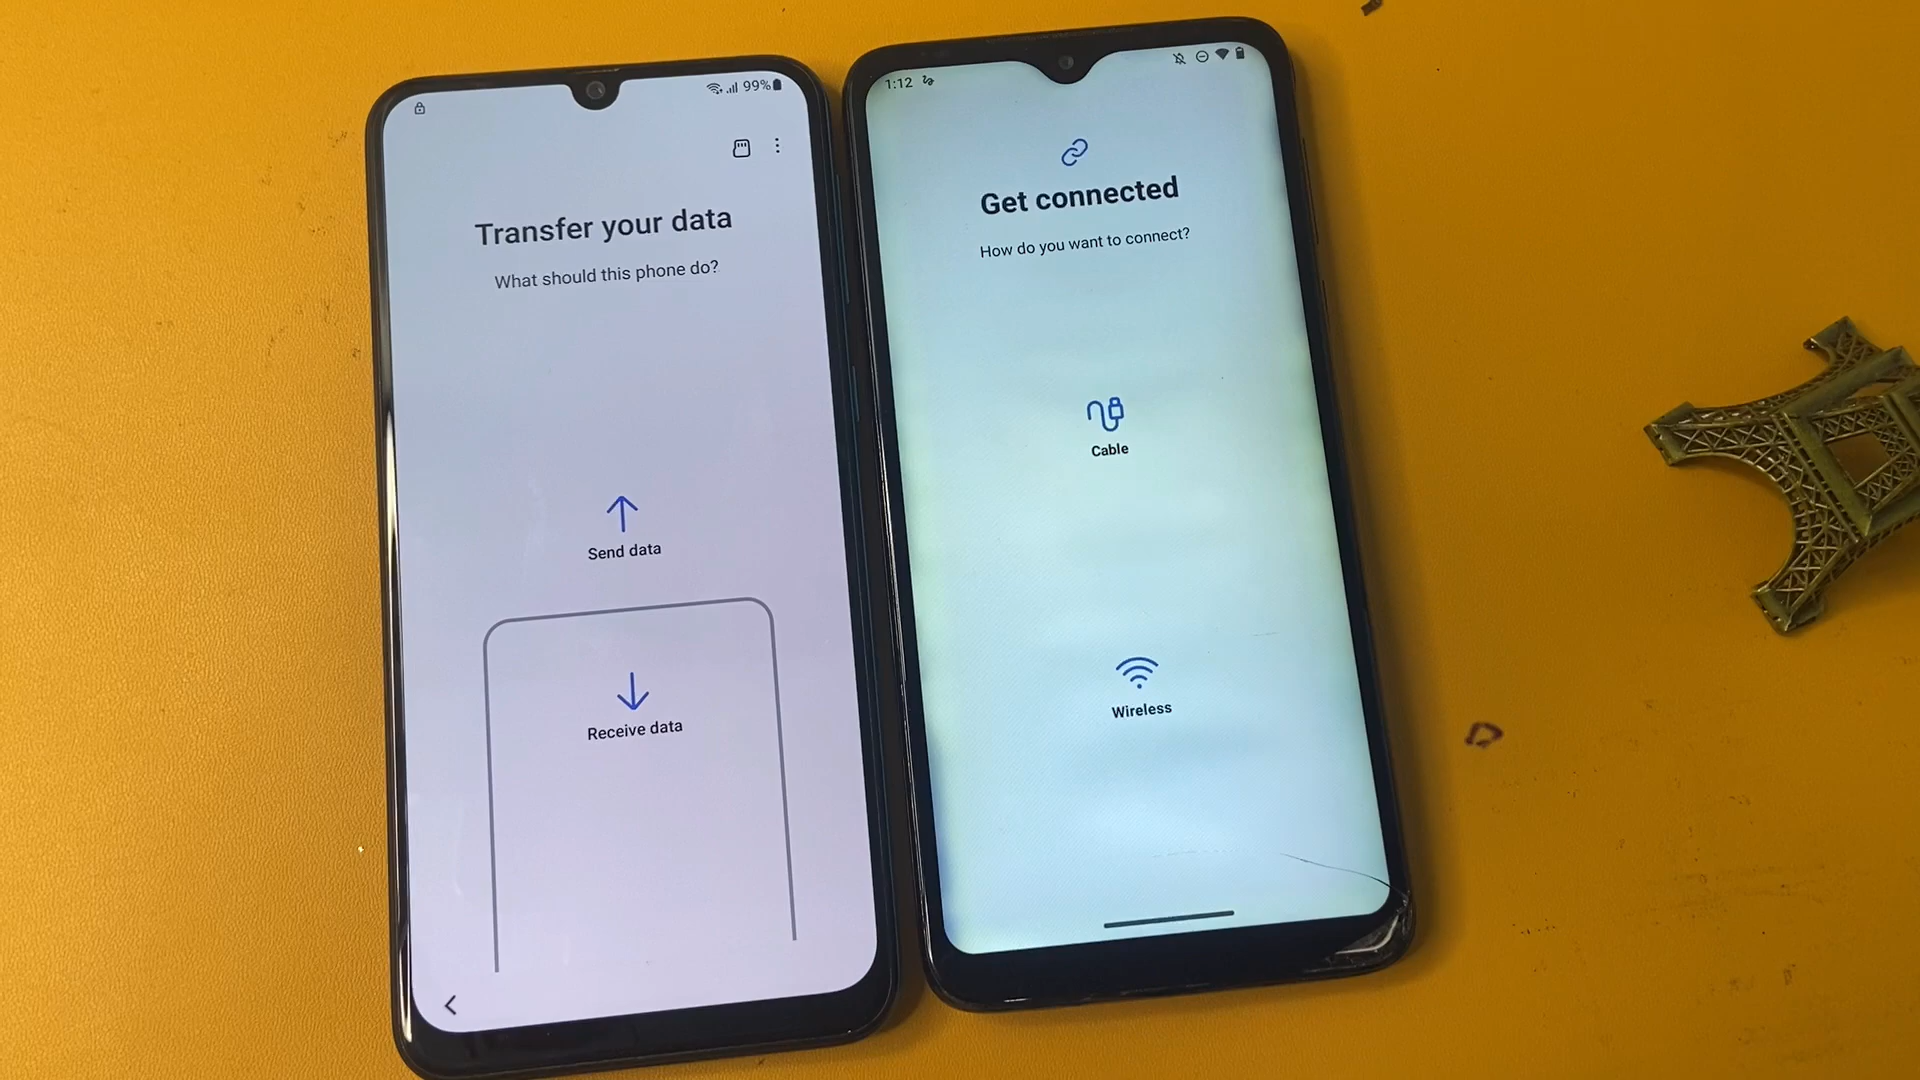 99%
Transfer your data
What should this phone do?
Send data
Receive data
1:12
Get connected
How do you want to connect?
Cable
Wireless